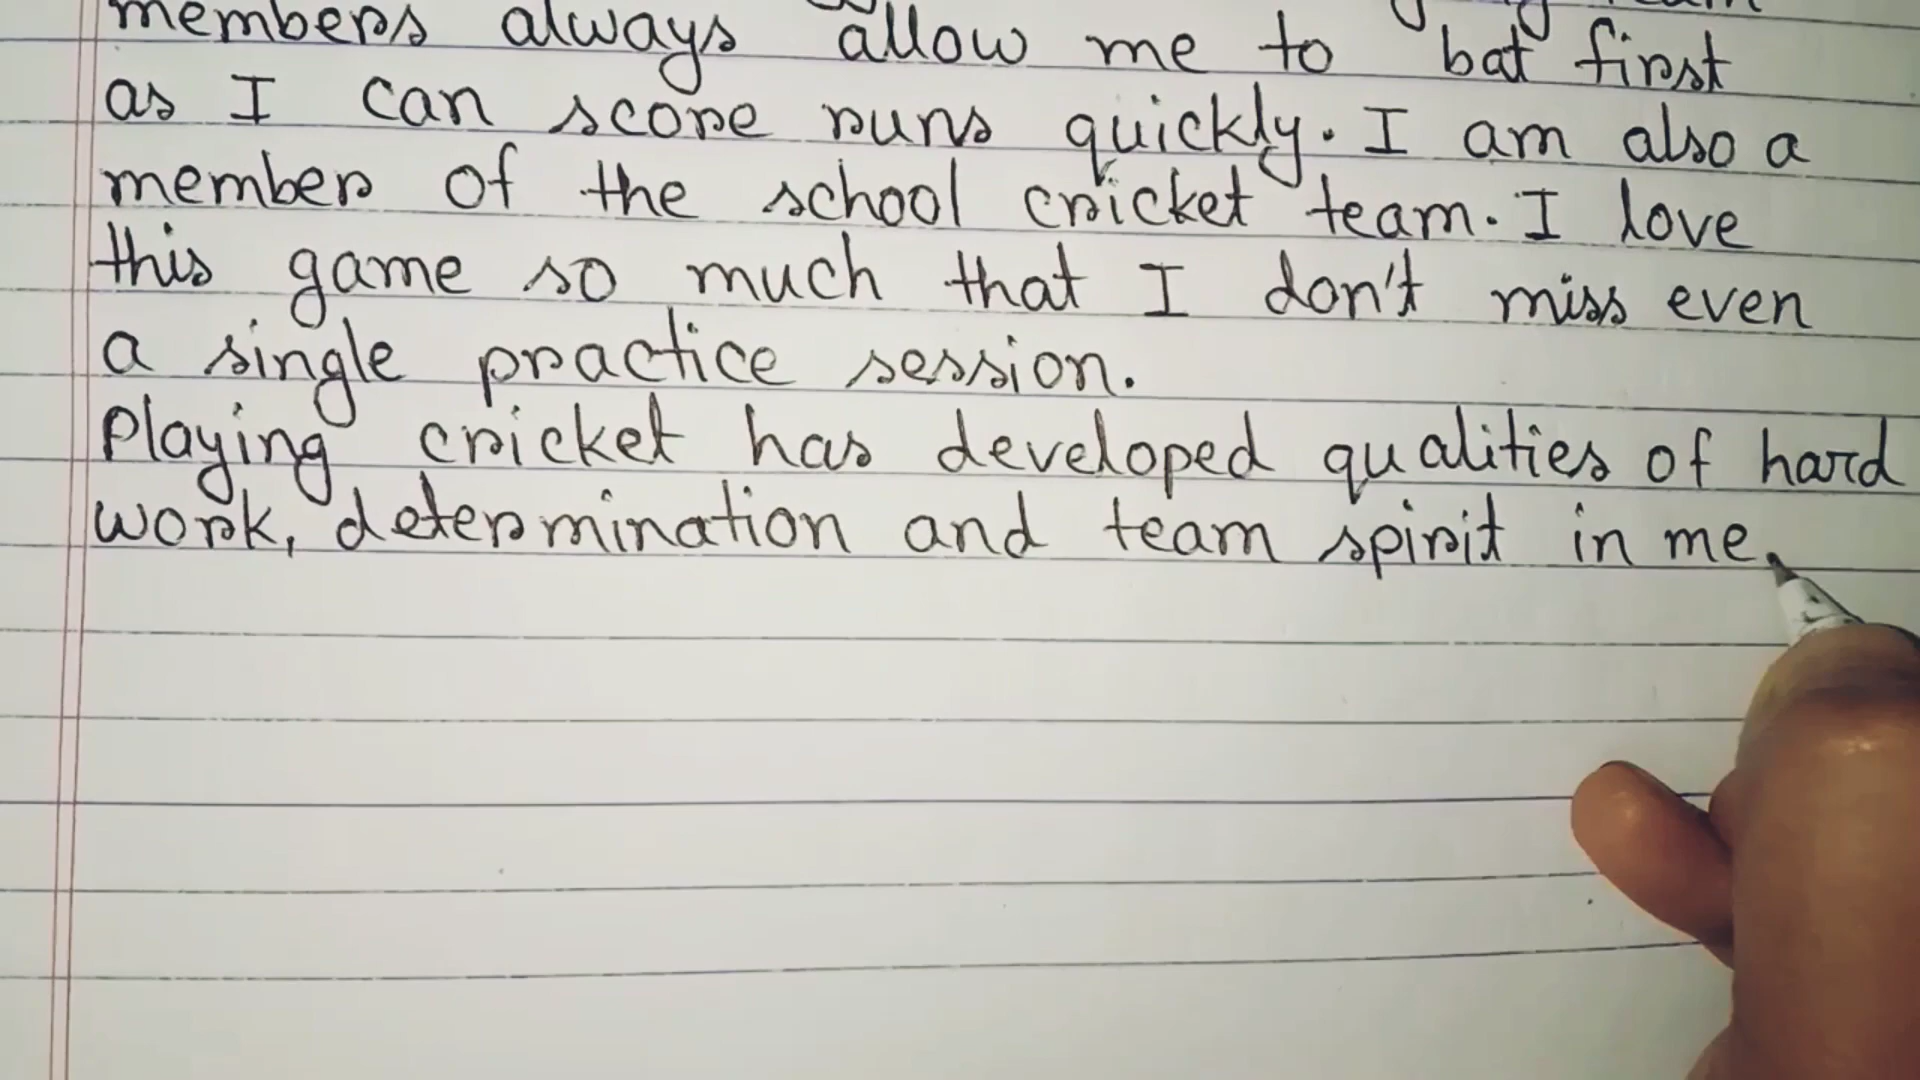 members always allow me to bat first
as I can score runs quickly. I am also a
member of the school cricket team. I love
this game so much that I don't miss even
a single practice session.
Playing cricket has developed qualities of hard
work, determination and team spirit in me.